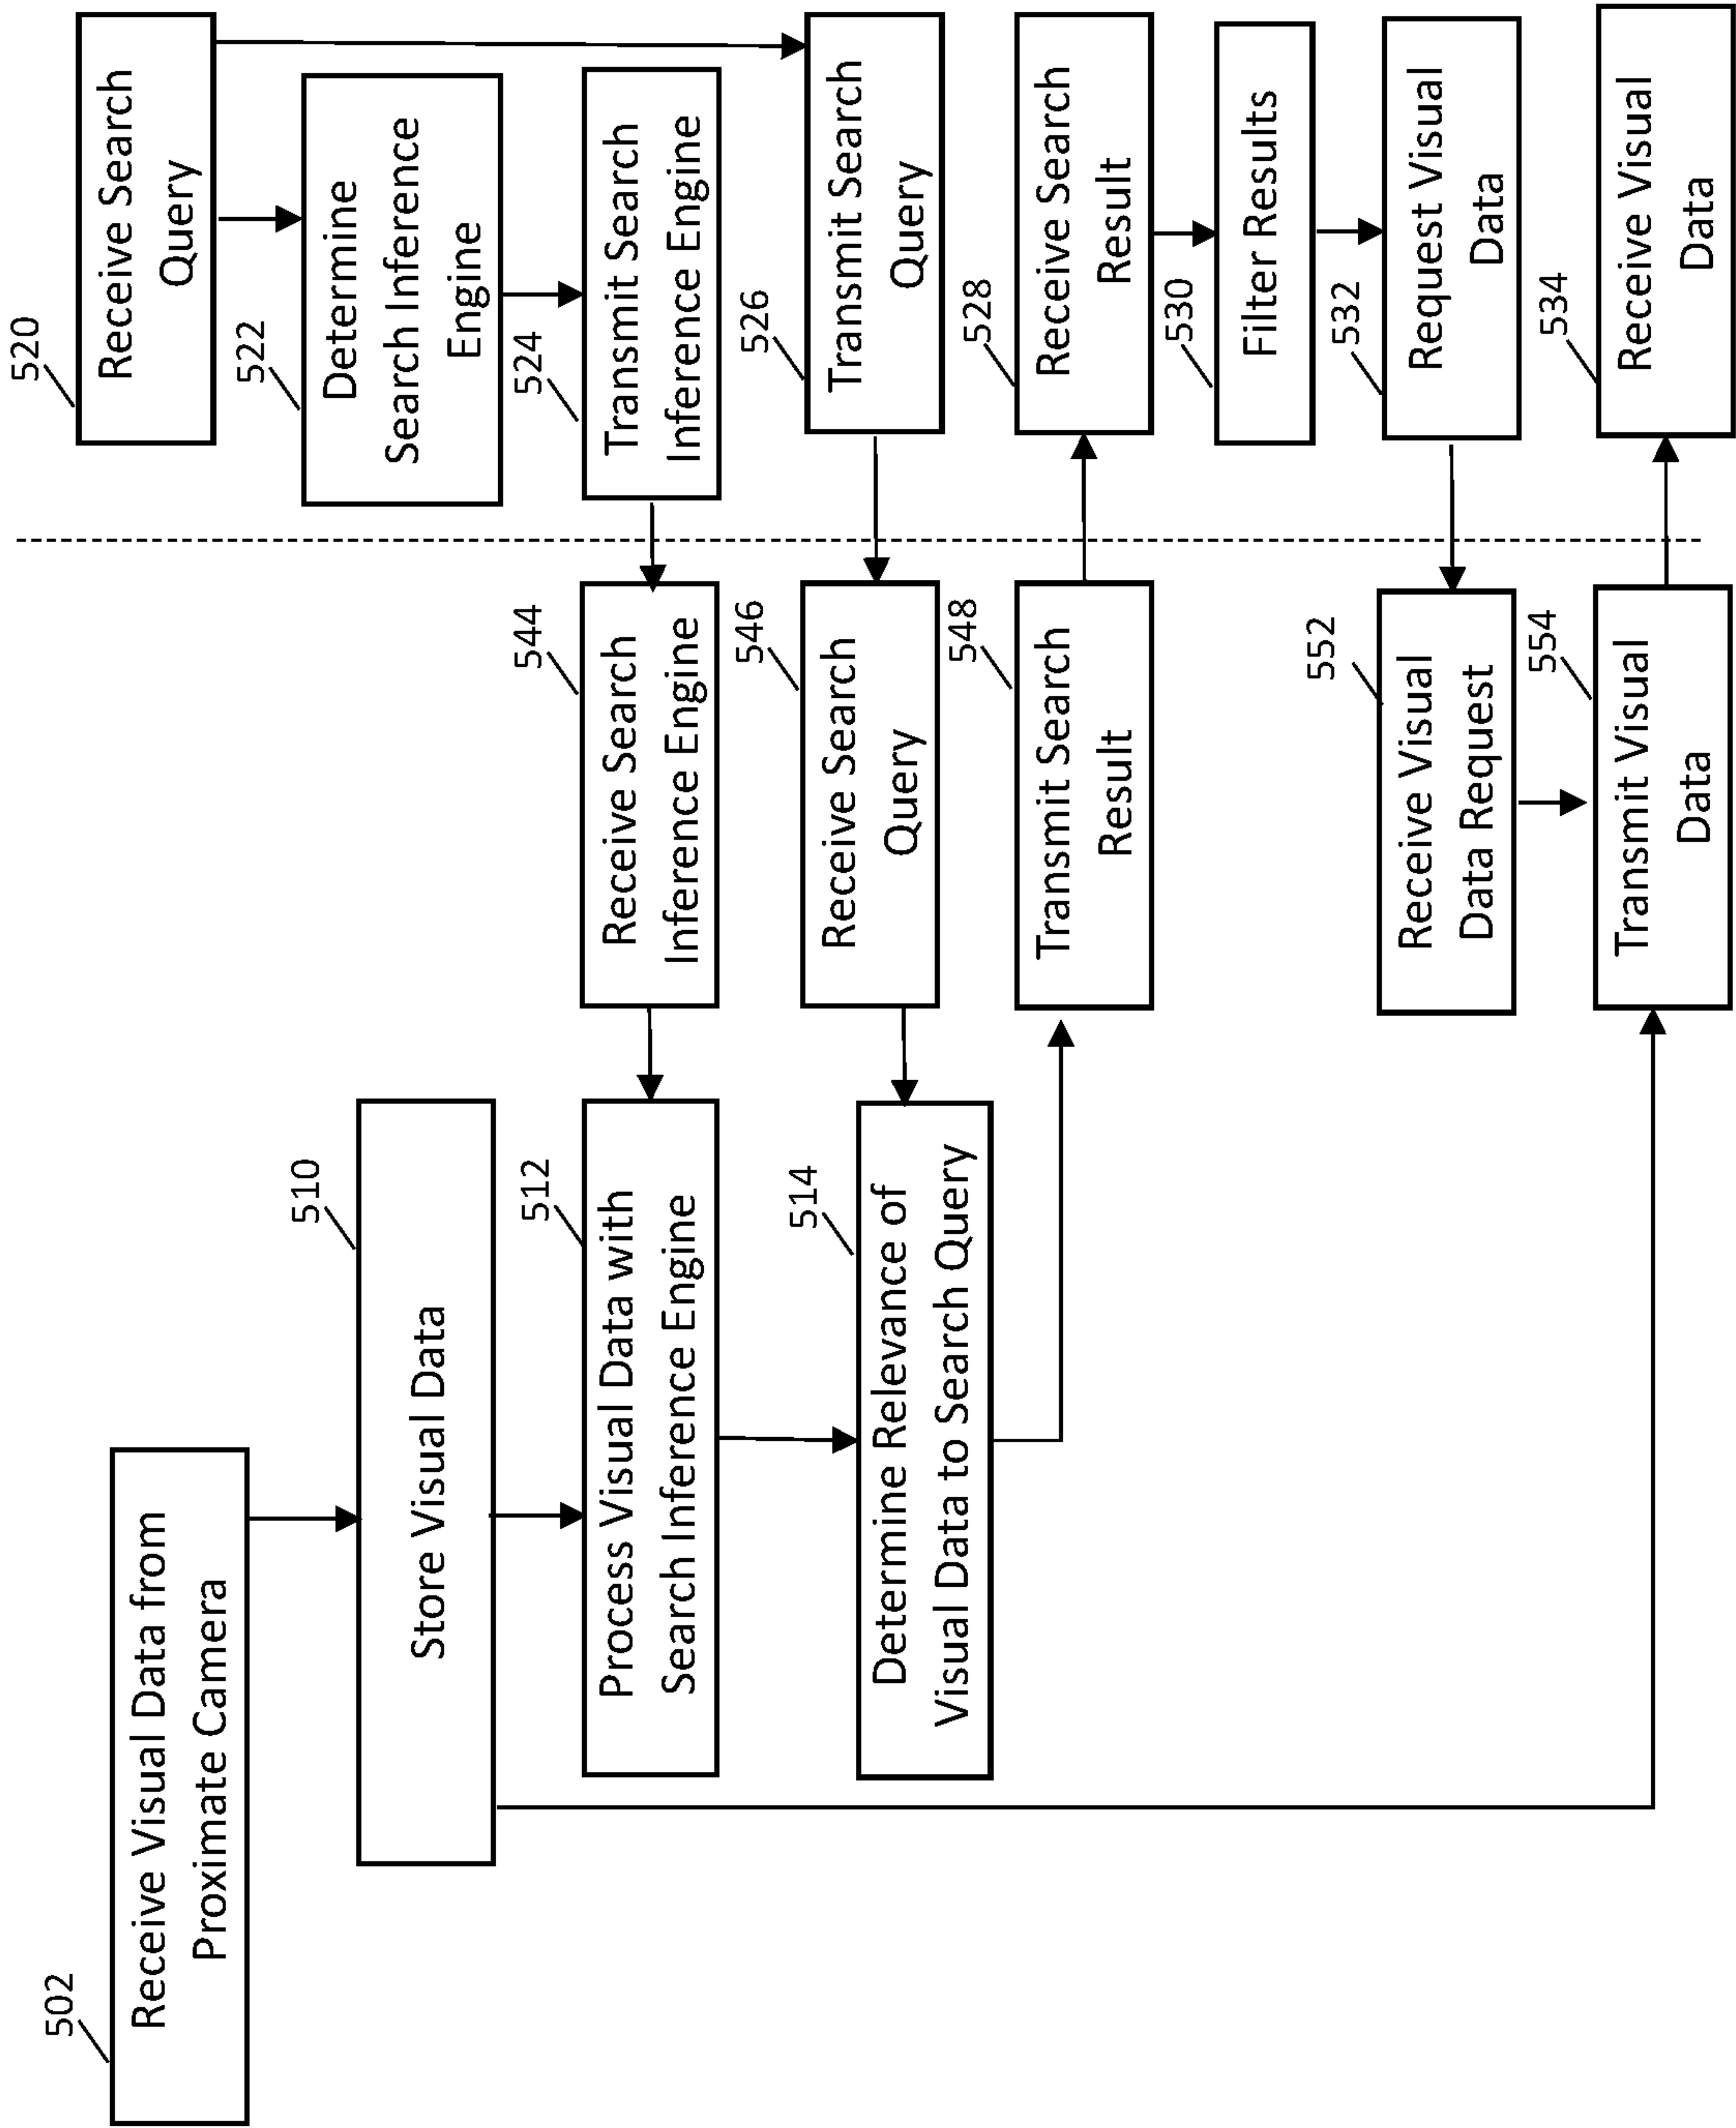 502
Receive Visual Data from
Proximate Camera
510
Store Visual Data
512
Process Visual Data with
Search Inference Engine
514
Determine Relevance of
Visual Data to Search Query
544
Receive Search
Inference Engine
546
Receive Search
Query
548
Transmit Search
Result
552
Receive Visual
Data Request
554
Transmit Visual
Data
520
Receive Search
Query
522
Determine
Search Inference
Engine
524
Transmit Search
Inference Engine
526
Transmit Search
Query
528
Receive Search
Result
530
Filter Results
532
Request Visual
Data
534
Receive Visual
Data